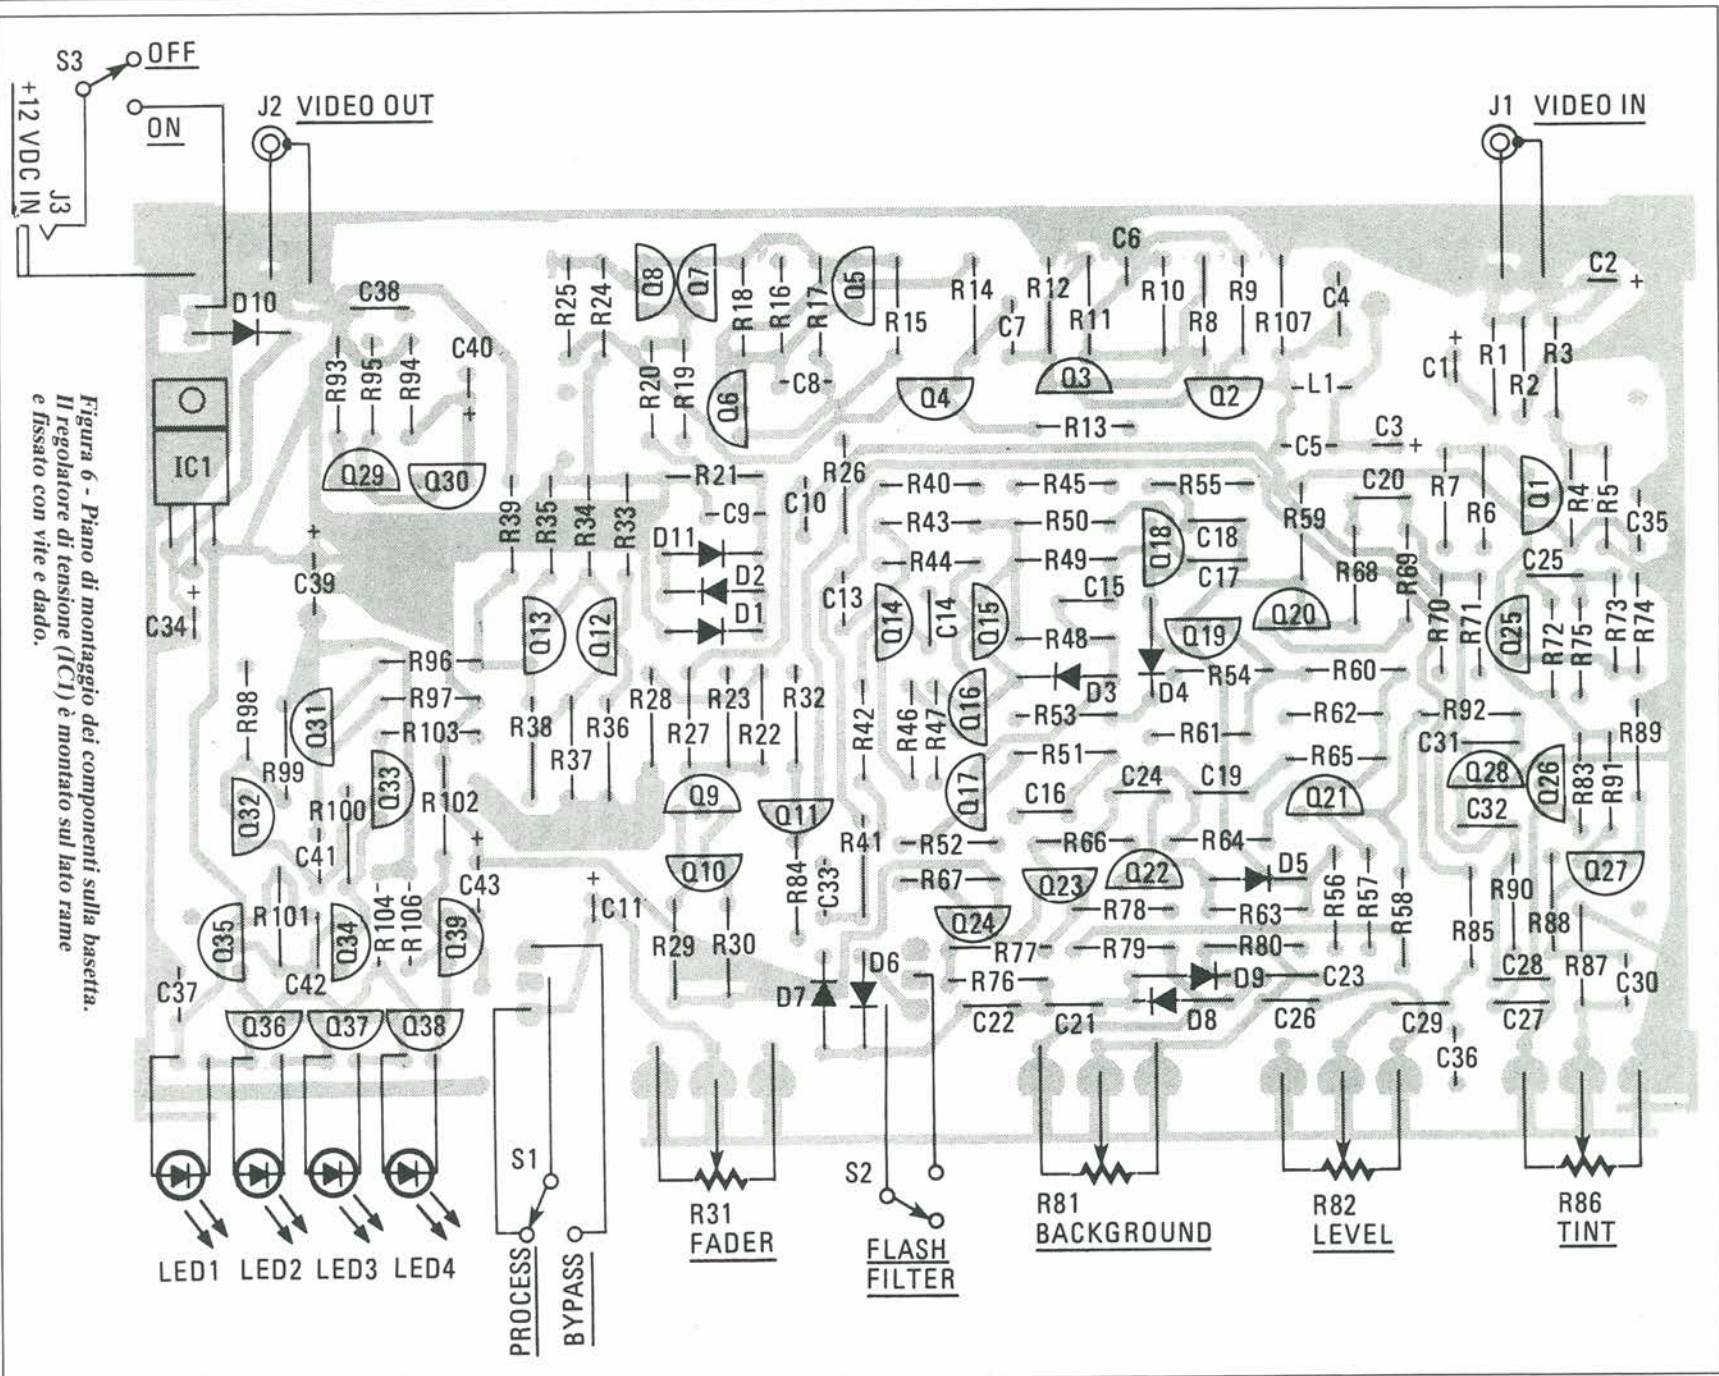 S3
OFF
ON
+12 VDC IN
J3
J2 VIDEO OUT
J1 VIDEO IN
D10
C38
R25
R24
Q8
Q7
R18
R16
R17
Q5
R15
R14
C7
R12
R11
C6
R10
R8
R9
R107
C4
C2 +
+
C1
R1
R2
R3
R93
R95
R94
C40
+
R20
R19
Q6
C8
Q4
Q3
Q2
L1
R13
C5
C3 +
IC1
Q29
Q30
R21
C9
C10
R26
R40
R45
R55
C20
R7
R6
Q1
R4
R5
C35
R39
R35
R34
R33
R43
R50
Q18
C18
R59
D11
R44
R49
C17
R68
R69
C25
+
C39
D2
D1
C13
Q14
C14
Q15
C15
+
C34
Q13
Q12
R48
Q19
Q20
R70
R71
Q25
R72
R75
R73
R74
R96
R97
R103
R98
Q31
R99
R38
R37
R36
R28
R27
R23
R22
R32
R42
R46
R47
Q16
D3
D4
R54
R60
R53
R51
R61
R62
R65
R92
C31
R89
Q32
R100
Q33
R102
Q9
Q11
Q17
C16
C24
C19
Q21
Q28
C32
Q26
R83
R91
C41
+
C43
Q10
R84
C33
R41
R52
R67
R66
R64
Q23
Q22
D5
R56
R57
R58
R90
R88
Q27
Q35
R101
C42
Q34
R104
R106
Q39
+
C11
R29
R30
Q24
R77
R78
R79
R63
R80
R85
C28
R87
C30
C37
Q36
Q37
Q38
D7
D6
R76
C22
C21
D9
D8
C23
C26
C29
C27
C36
LED1
LED2
LED3
LED4
S1
PROCESS
BYPASS
R31
FADER
S2
FLASH
FILTER
R81
BACKGROUND
R82
LEVEL
R86
TINT
Figura 6 - Piano di montaggio dei componenti sulla basetta.
Il regolatore di tensione (IC1) è montato sul lato rame
e fissato con vite e dado.